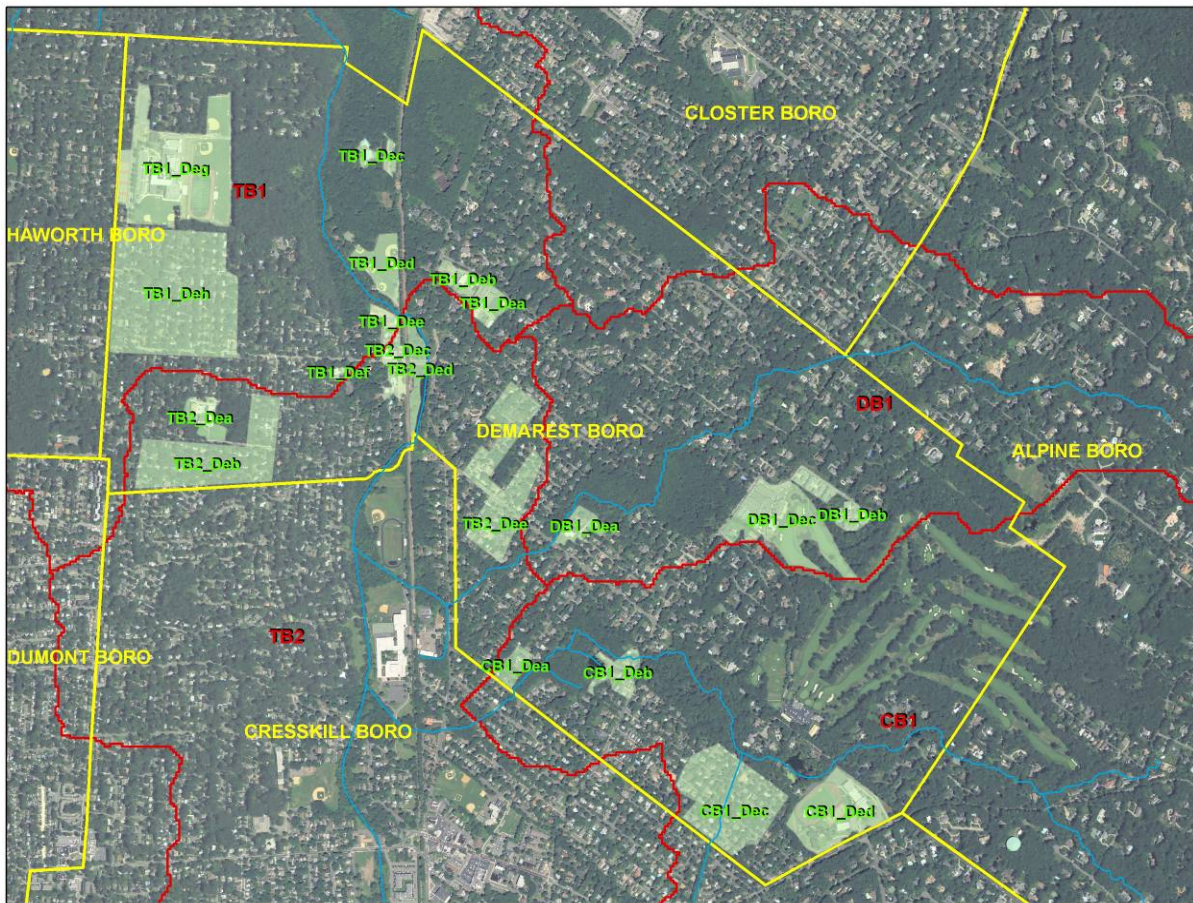 CLOSTER BORO
TB1_Dec
TB1_Deg
TB1
HAWORTH BORO
TB1_Ded
TB1_Deb
TB1_Deh
TB1_Dea
TB1_Dee
TB2_Dec
TB1_Def
TB2_Ded
DB1
TB2_Dea
DEMAREST BORO
ALPINE BORO
TB2_Deb
DB1_Deb
DB1_Dec
TB2_Dee
DB1_Dea
TB2
DUMONT BORO
CB1_Dea
CB1_Deb
CB1
CRESSKILL BORO
CB1_Dec
CB1_Ded